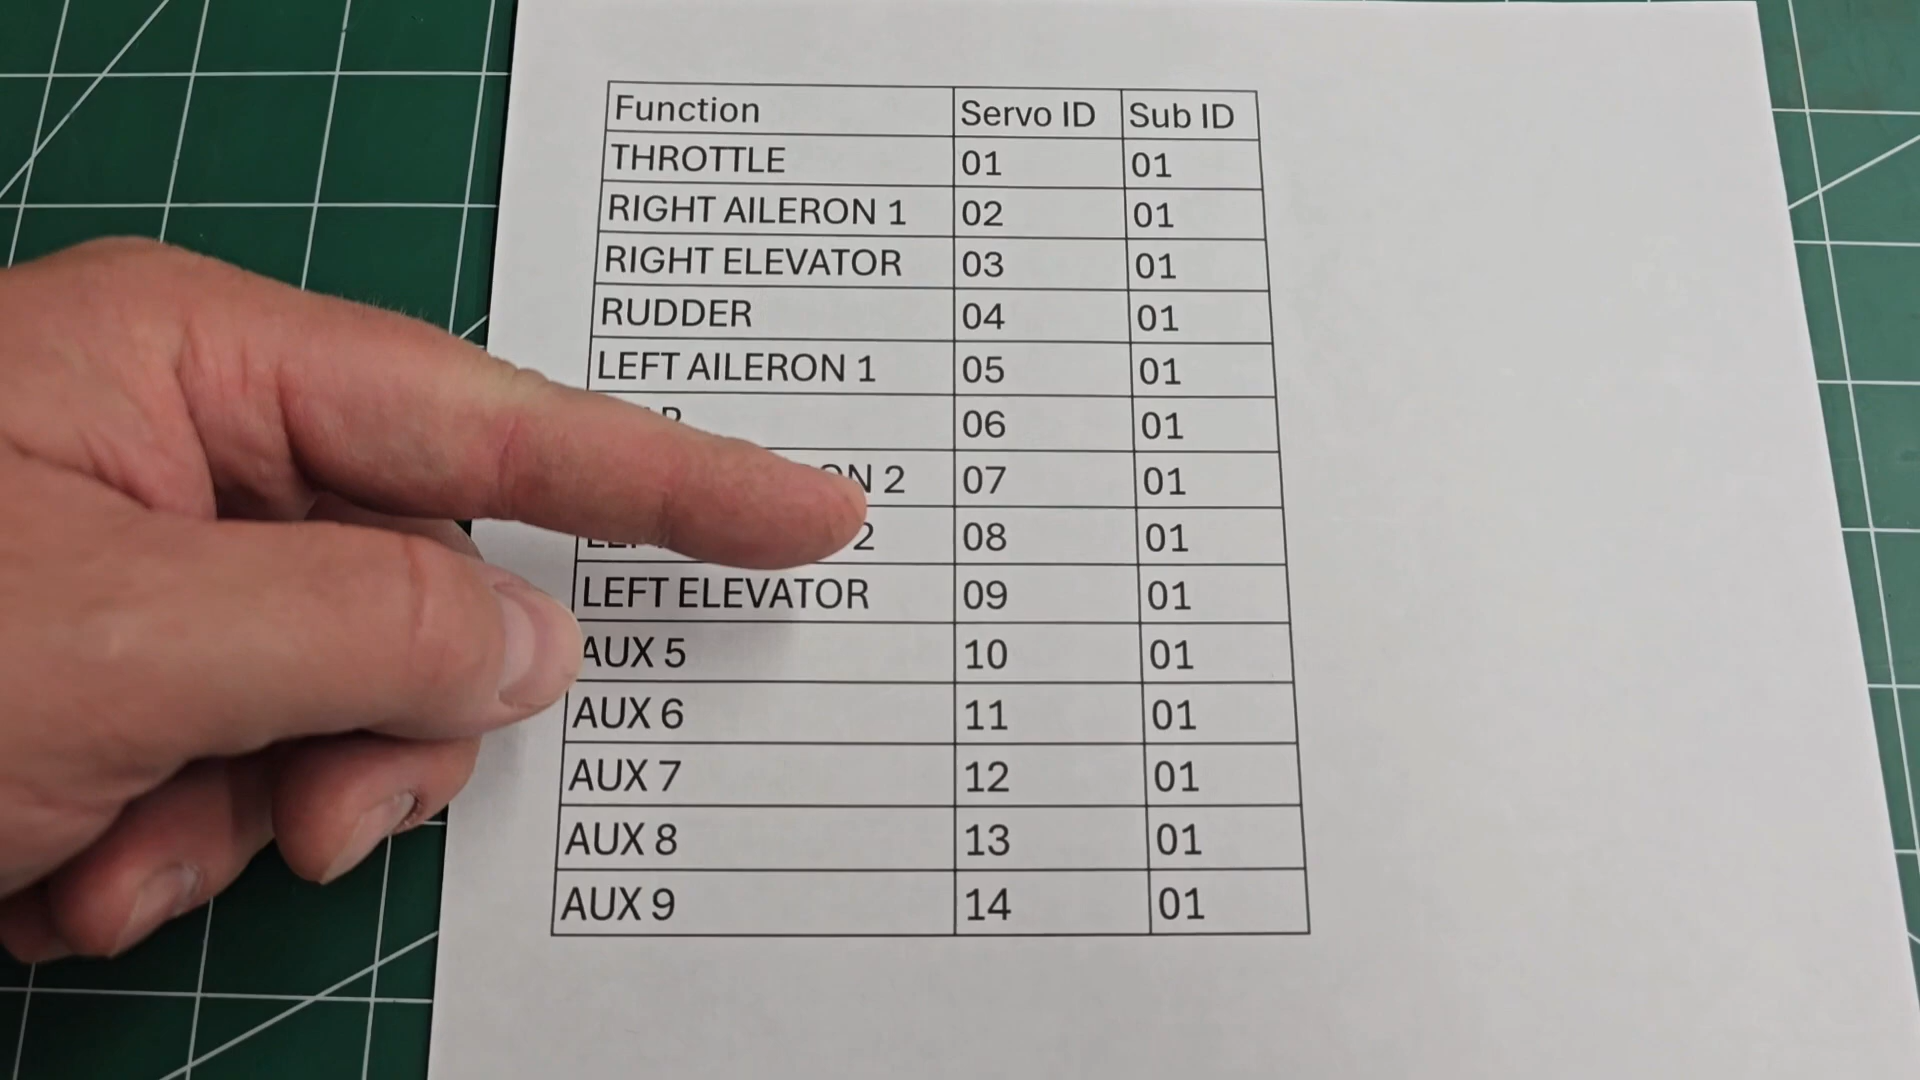 Function Servo ID Sub ID
THROTTLE 01 01
RIGHT AILERON 1 02 01
RIGHT ELEVATOR 03 01
RUDDER 04 01
LEFT AILERON 1 05 01
06 01
2 07 01
2 08 01
LEFT ELEVATOR 09 01
AUX 5 10 01
AUX 6 11 01
AUX 7 12 01
AUX 8 13 01
AUX 9 14 01